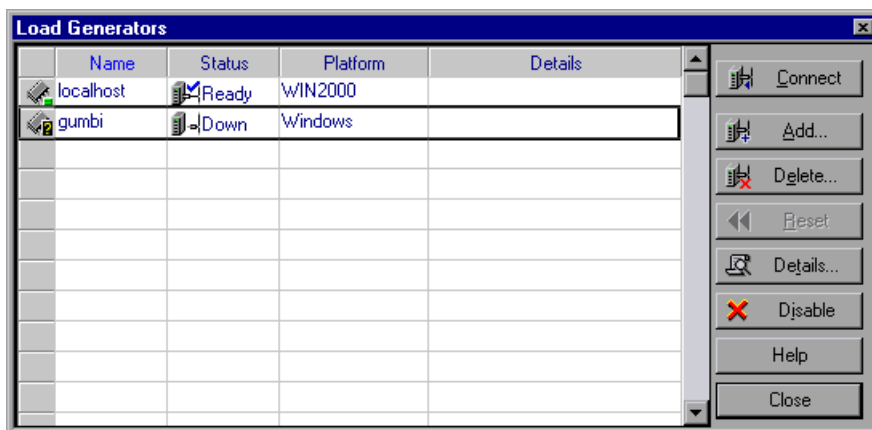 Load Generators
Name Status Platform Details
localhost Ready WIN2000
gumbi Down Windows
Connect
Add...
Delete...
Reset
Details...
Disable
Help
Close